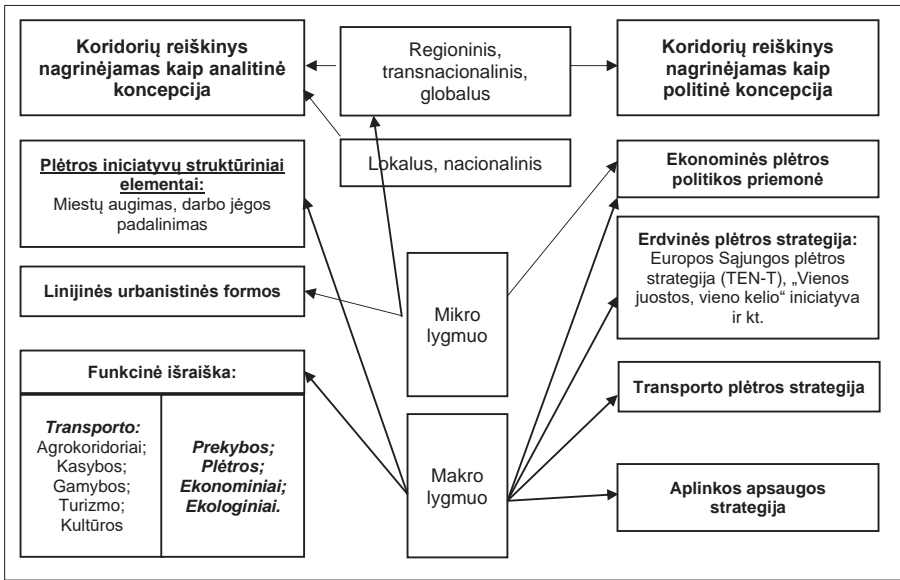 Koridorių reiškinys
nagrinėjamas kaip analitinė
koncepcija
Regioninis,
transnacionalinis,
globalus
Koridorių reiškinys
nagrinėjamas kaip
politinė koncepcija
Lokalus, nacionalinis
Plėtros iniciatyvų struktūriniai
elementai:
Miestų augimas, darbo jėgos
padalinimas
Ekonominės plėtros
politikos priemonė
Erdvinės plėtros strategija:
Europos Sąjungos plėtros
strategija (TEN-T), „Vienos
juostos, vieno kelio“ iniciatyva
ir kt.
Linijinės urbanistinės formos
Mikro
lygmuo
Funkcinė išraiška:
Transporto:
Agrokoridoriai;
Kasybos;
Gamybos;
Turizmo;
Kultūros
Prekybos;
Plėtros;
Ekonominiai;
Ekologiniai.
Makro
lygmuo
Transporto plėtros strategija
Aplinkos apsaugos
strategija